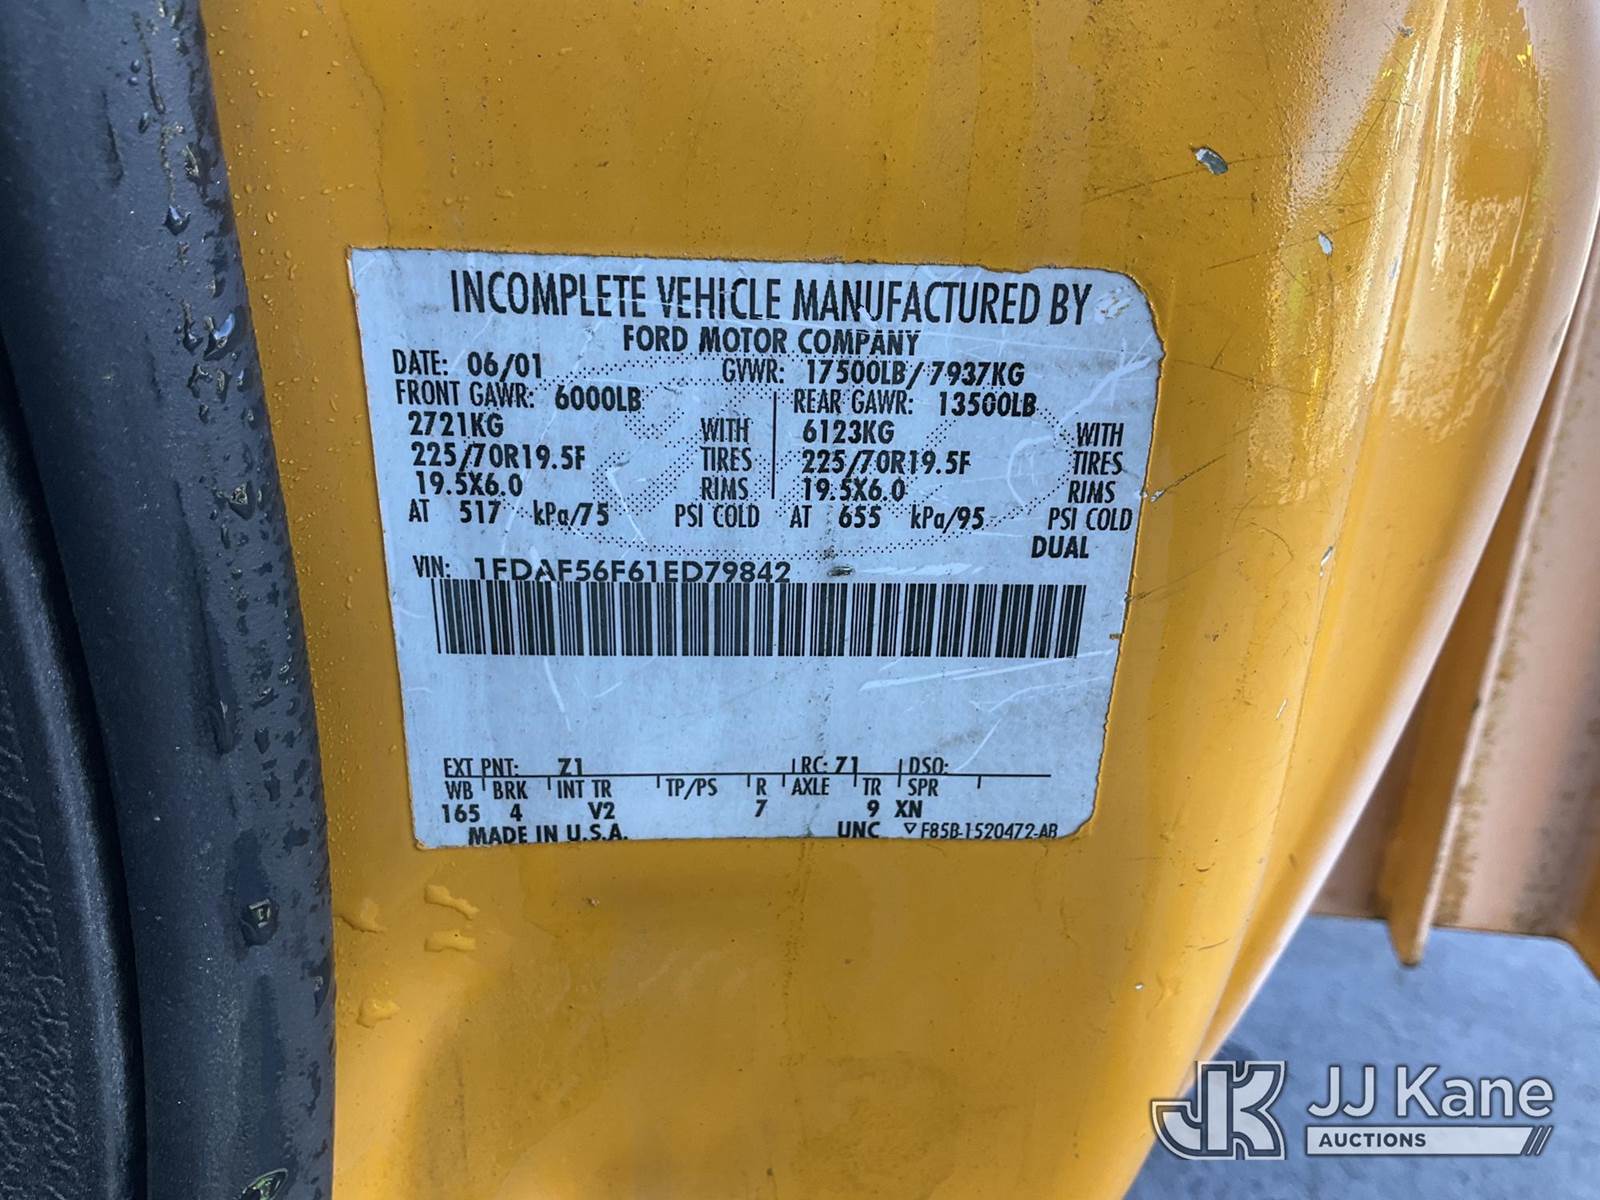 INCOMPLETE VEHICLE MANUFACTURED BY
FORD MOTOR COMPANY
DATE: 06/01 GVWR: 17500LB/7937KG
FRONT GAWR: 6000LB REAR GAWR: 13500LB
2721KG WITH 6123KG WITH
225/70R19.5F TIRES 225/70R19.5F TIRES
19.5X6.0 RIMS 19.5X6.0 RIMS
AT 517 kPa/75 PSI COLD AT 655 kPa/95 PSI COLD
DUAL
VIN: 1FDAF56F61ED79842
EXT PNT: Z1 RC: 71 DSO:
WB BRK INT TR TP/PS R AXLE TR SPR
165 4 V2 7 9 XN
MADE IN U.S.A. UNC ▽ F85B-1520472-AB
JK JJ Kane
AUCTIONS